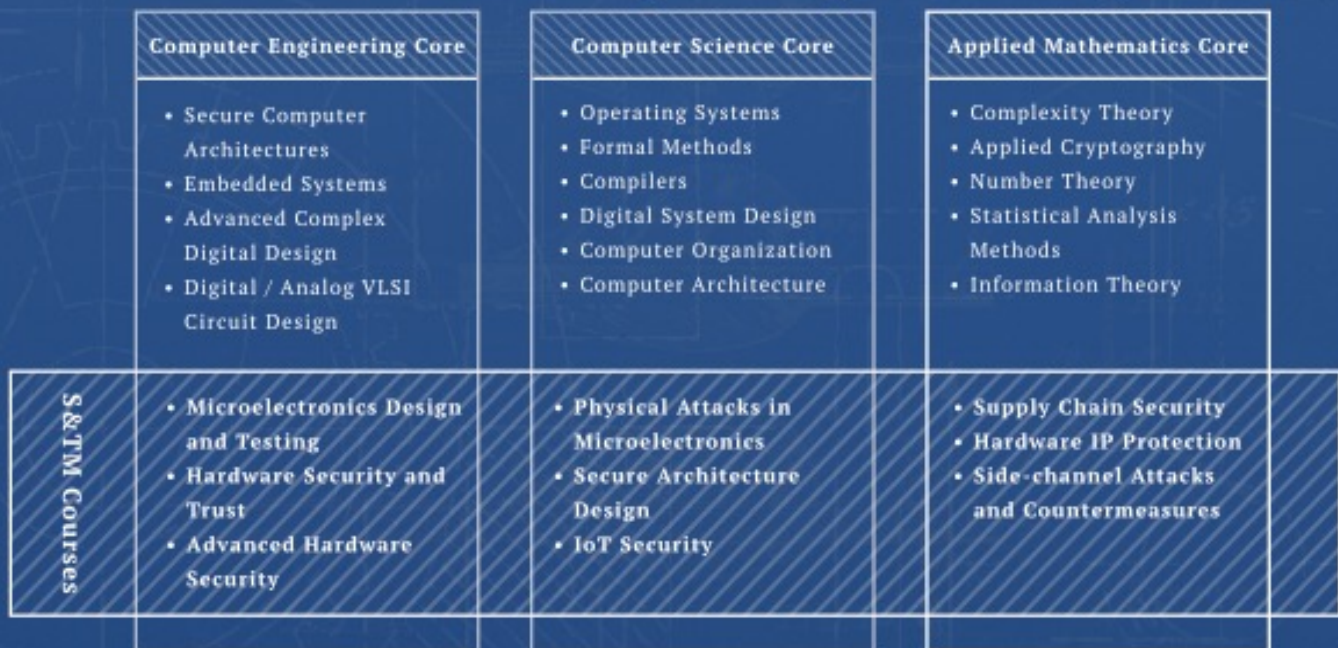 Computer Engineering Core
• Secure Computer
Architectures
• Embedded Systems
• Advanced Complex
Digital Design
• Digital / Analog VLSI
Circuit Design
Computer Science Core
• Operating Systems
• Formal Methods
• Compilers
• Digital System Design
• Computer Organization
• Computer Architecture
Applied Mathematics Core
• Complexity Theory
• Applied Cryptography
• Number Theory
• Statistical Analysis
Methods
• Information Theory
S&TM Courses
• Microelectronics Design
and Testing
• Hardware Security and
Trust
• Advanced Hardware
Security
• Physical Attacks in
Microelectronics
• Secure Architecture
Design
• IoT Security
• Supply Chain Security
• Hardware IP Protection
• Side-channel Attacks
and Countermeasures